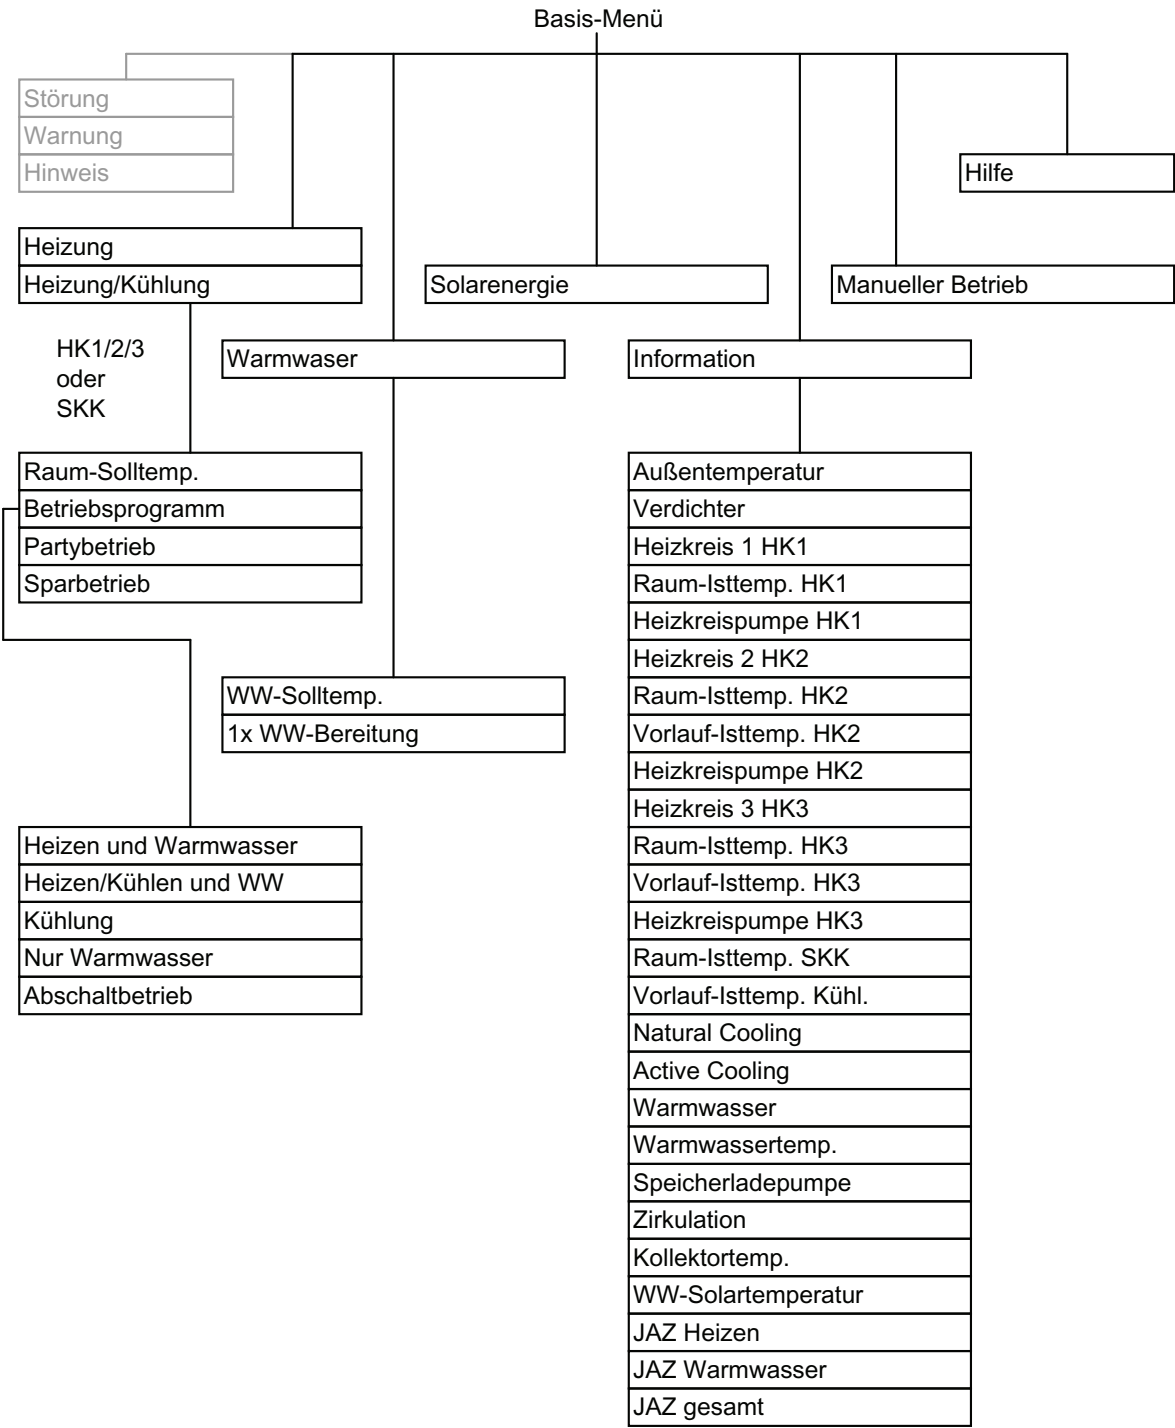 Basis-Menü
Störung
Warnung
Hinweis
Hilfe
Heizung
Heizung/Kühlung
Solarenergie
Manueller Betrieb
HK1/2/3
oder
SKK
Warmwaser
Information
Raum-Solltemp.
Betriebsprogramm
Partybetrieb
Sparbetrieb
WW-Solltemp.
1x WW-Bereitung
Heizen und Warmwasser
Heizen/Kühlen und WW
Kühlung
Nur Warmwasser
Abschaltbetrieb
Außentemperatur
Verdichter
Heizkreis 1 HK1
Raum-Isttemp. HK1
Heizkreispumpe HK1
Heizkreis 2 HK2
Raum-Isttemp. HK2
Vorlauf-Isttemp. HK2
Heizkreispumpe HK2
Heizkreis 3 HK3
Raum-Isttemp. HK3
Vorlauf-Isttemp. HK3
Heizkreispumpe HK3
Raum-Isttemp. SKK
Vorlauf-Isttemp. Kühl.
Natural Cooling
Active Cooling
Warmwasser
Warmwassertemp.
Speicherladepumpe
Zirkulation
Kollektortemp.
WW-Solartemperatur
JAZ Heizen
JAZ Warmwasser
JAZ gesamt